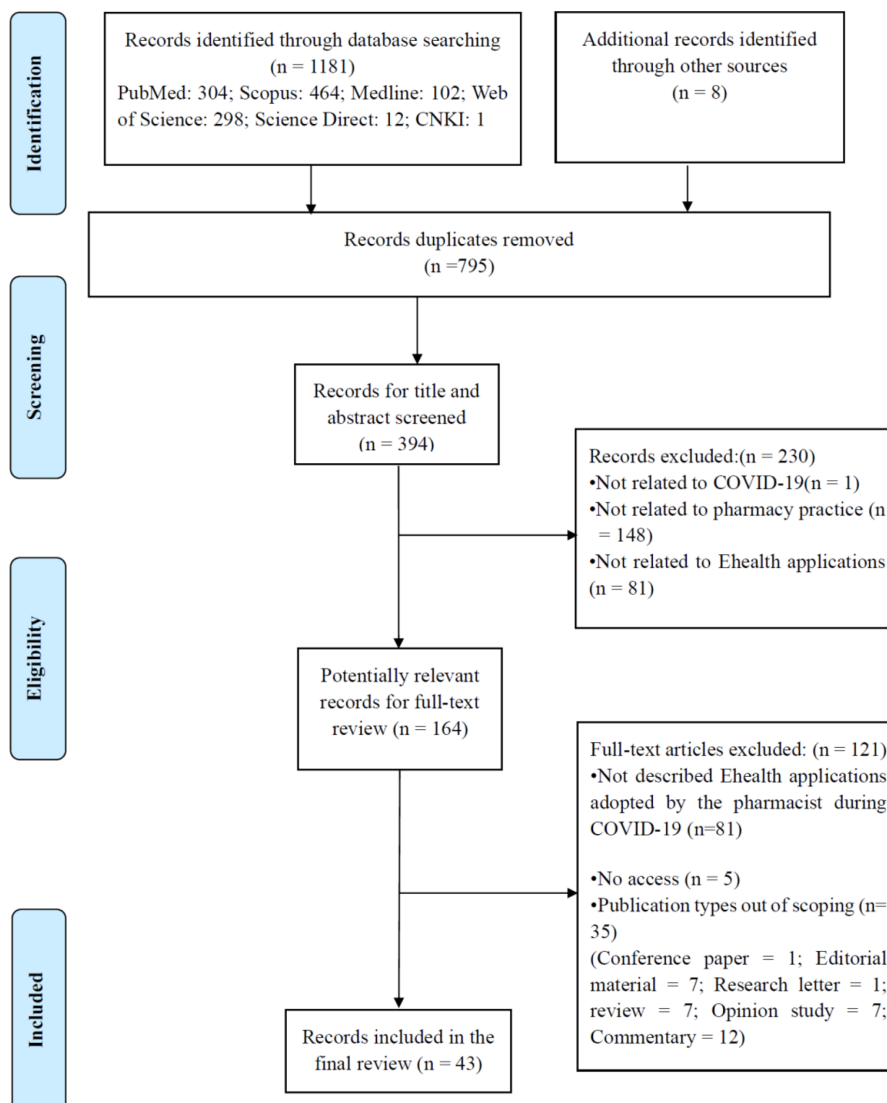 Identification
Records identified through database searching
(n = 1181)
PubMed: 304; Scopus: 464; Medline: 102; Web
of Science: 298; Science Direct: 12; CNKI: 1
Additional records identified
through other sources
(n = 8)
Records duplicates removed
(n =795)
Screening
Records for title and
abstract screened
(n = 394)
Records excluded:(n = 230)
•Not related to COVID-19(n = 1)
•Not related to pharmacy practice (n
= 148)
•Not related to Ehealth applications
(n = 81)
Eligibility
Potentially relevant
records for full-text
review (n = 164)
Full-text articles excluded: (n = 121)
•Not described Ehealth applications
adopted by the pharmacist during
COVID-19 (n=81)
•No access (n = 5)
•Publication types out of scoping (n=
35)
(Conference paper = 1; Editorial
material = 7; Research letter = 1;
review = 7; Opinion study = 7;
Commentary = 12)
Included
Records included in the
final review (n = 43)